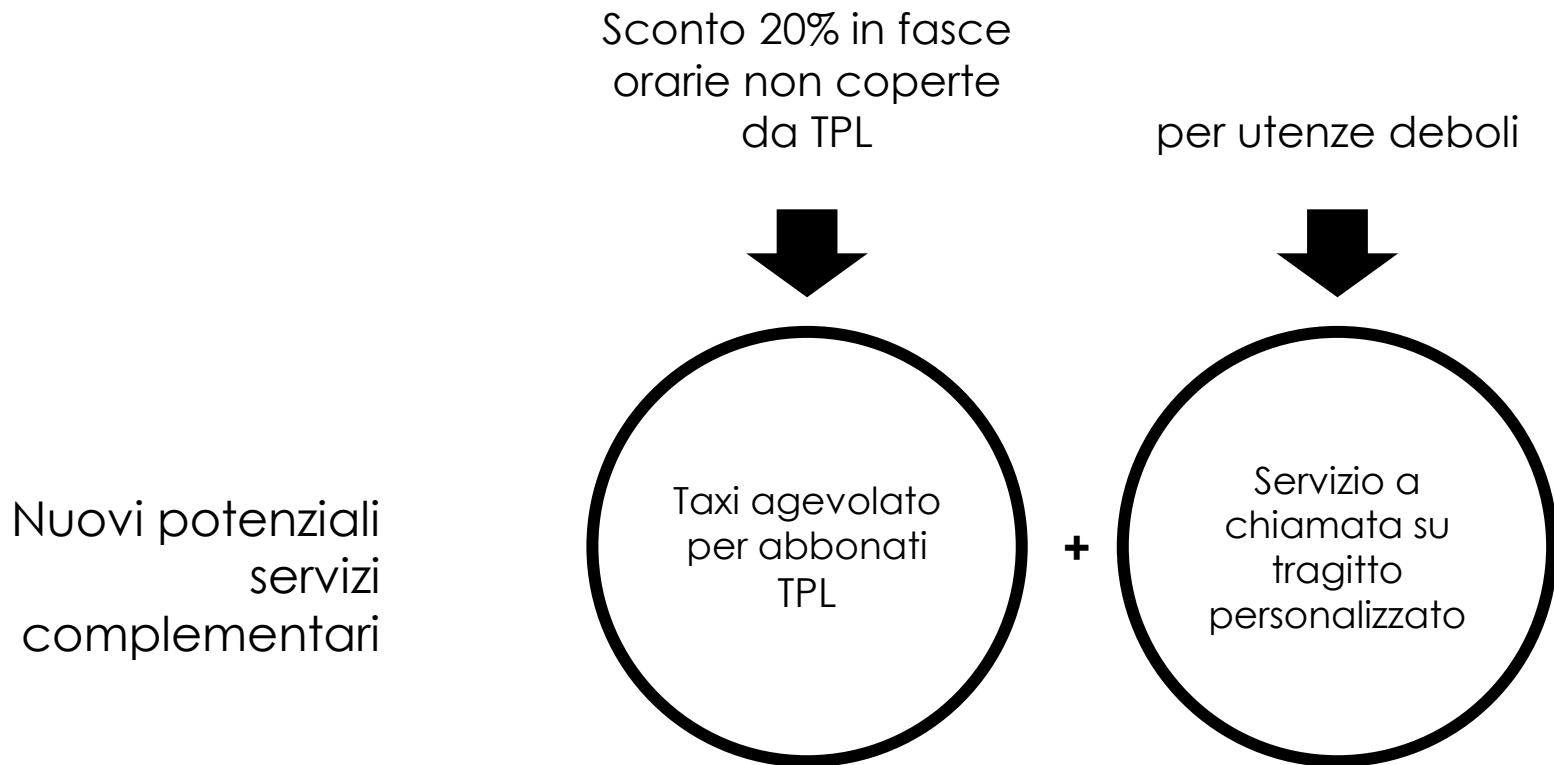 Sconto 20% in fasce
orarie non coperte
da TPL
per utenze deboli
Nuovi potenziali
servizi
complementari
Taxi agevolato
per abbonati
TPL
+
Servizio a
chiamata su
tragitto
personalizzato